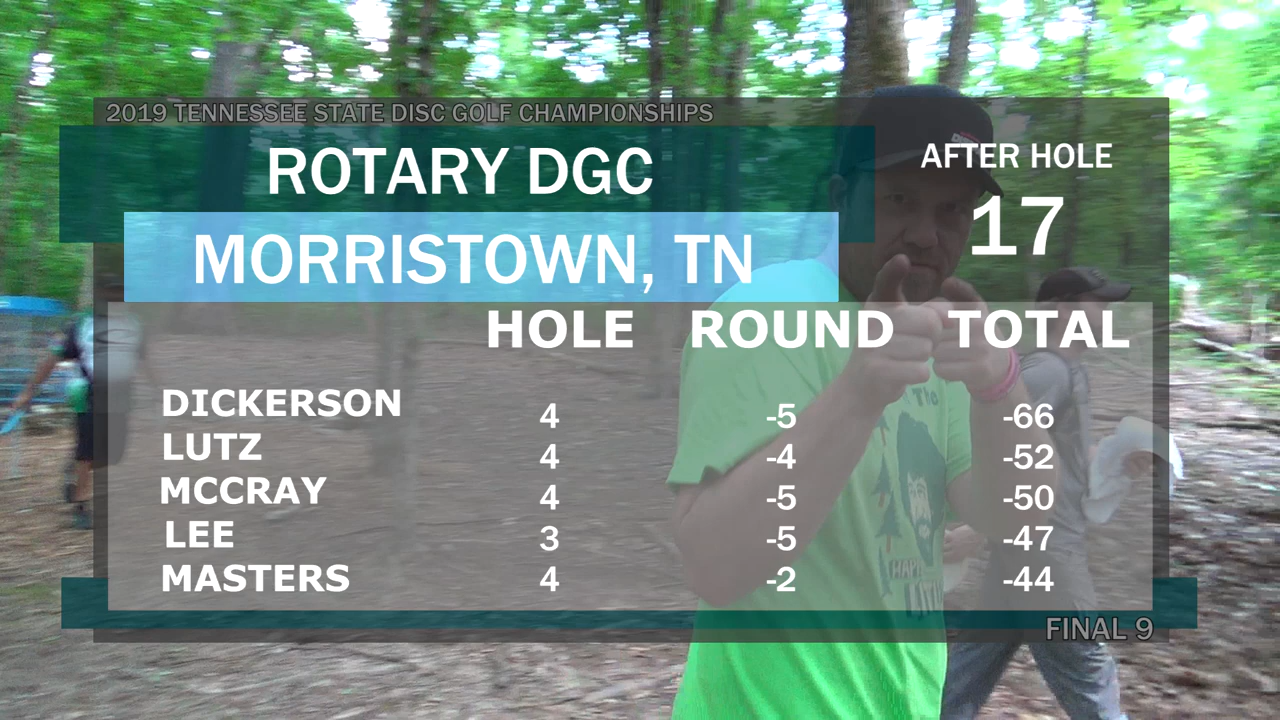 2019 TENNESSEE STATE DISC GOLF CHAMPIONSHIPS
ROTARY DGC
MORRISTOWN, TN
AFTER HOLE
17
HOLE ROUND TOTAL
DICKERSON 4 -5 -66
LUTZ 4 -4 -52
MCCRAY 4 -5 -50
LEE 3 -5 -47
MASTERS 4 -2 -44
FINAL 9
The